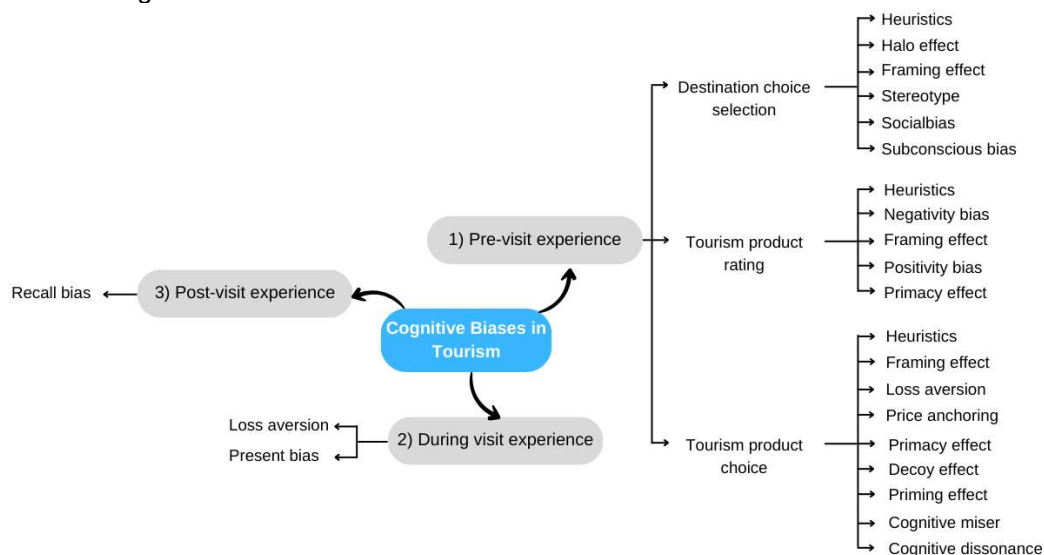 Heuristics
Halo effect
Framing effect
Stereotype
Socialbias
Subconscious bias
Destination choice
selection
Heuristics
Negativity bias
Framing effect
Positivity bias
Primacy effect
Tourism product
rating
1) Pre-visit experience
Heuristics
Framing effect
Loss aversion
Price anchoring
Primacy effect
Decoy effect
Priming effect
Cognitive miser
Cognitive dissonance
Tourism product
choice
Cognitive Biases in
Tourism
2) During visit experience
Loss aversion
Present bias
3) Post-visit experience
Recall bias